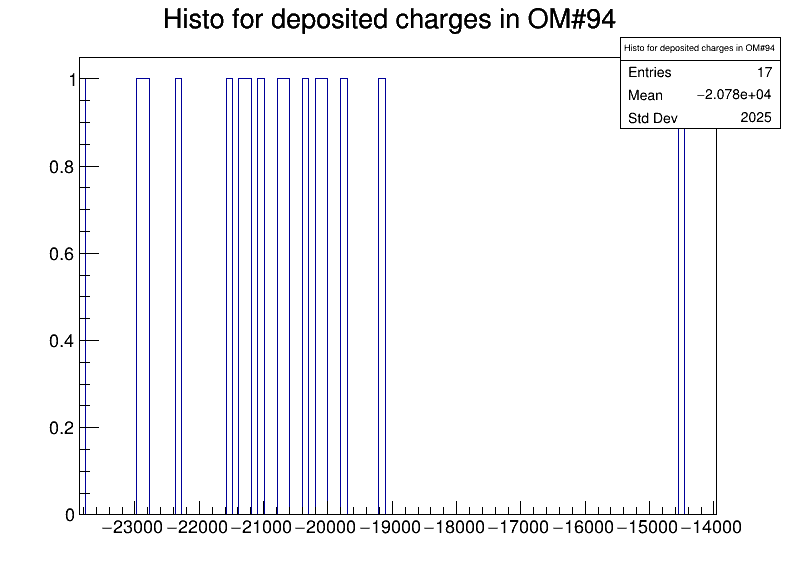 Histo for deposited charges in OM#94
Histo for deposited charges in OM#94
Entries 17
Mean −2.078e+04
Std Dev 2025
1
0.8
0.6
0.4
0.2
0
−23000 −22000 −21000 −20000 −19000 −18000 −17000 −16000 −15000 −14000